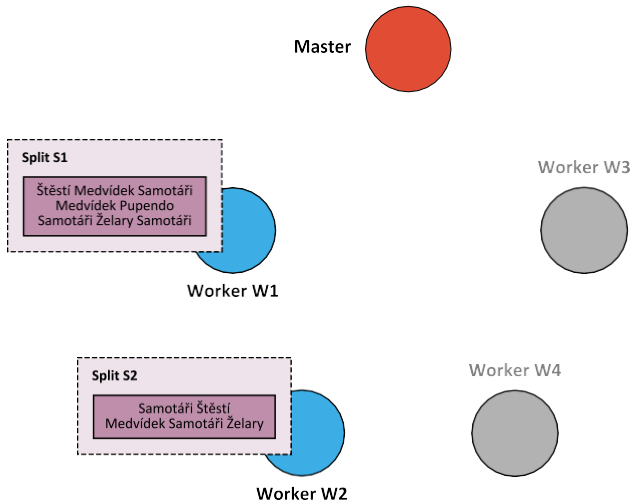 Master
Split S1
Štěstí Medvídek Samotáři
Medvídek Pupendo
Samotáři Želary Samotáři
Worker W3
Worker W1
Split S2
Samotáři Štěstí
Medvídek Samotáři Želary
Worker W4
Worker W2